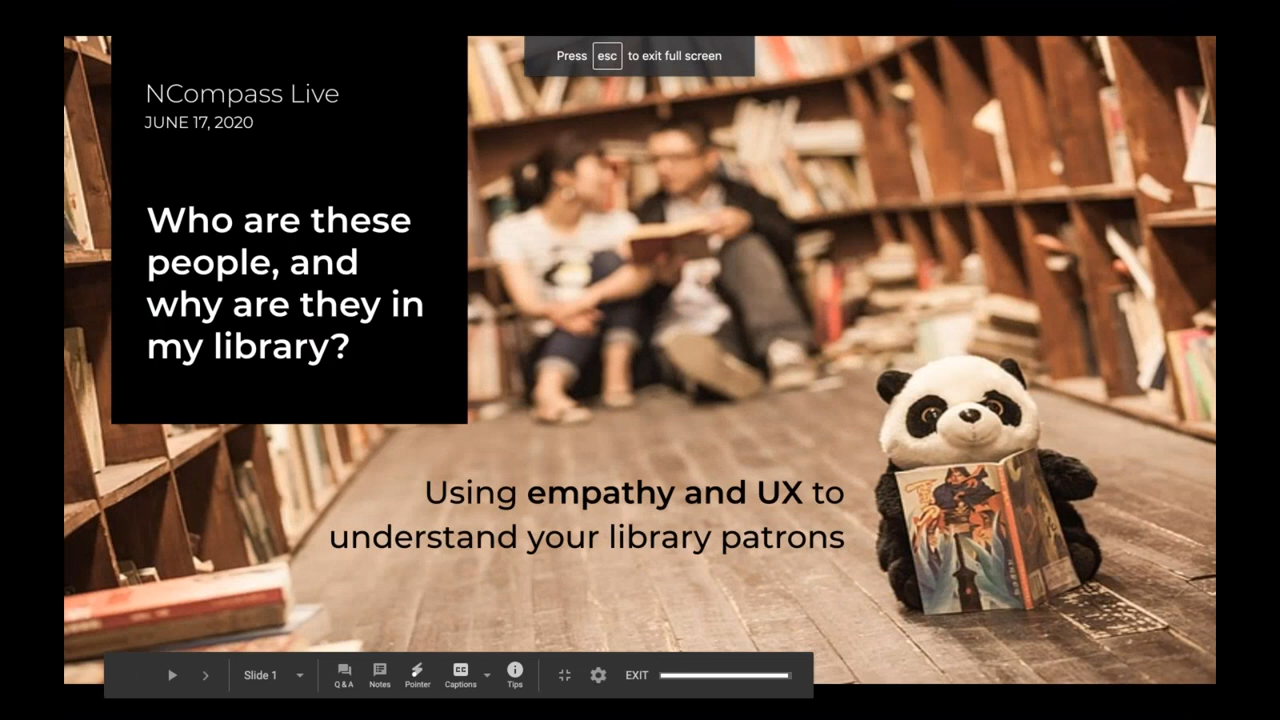 Press esc to exit full screen
NCompass Live
JUNE 17, 2020
Who are these
people, and
why are they in
my library?
Using empathy and UX to
understand your library patrons
Slide 1
Q & A
Notes
Pointer
CC
Captions
Tips
EXIT